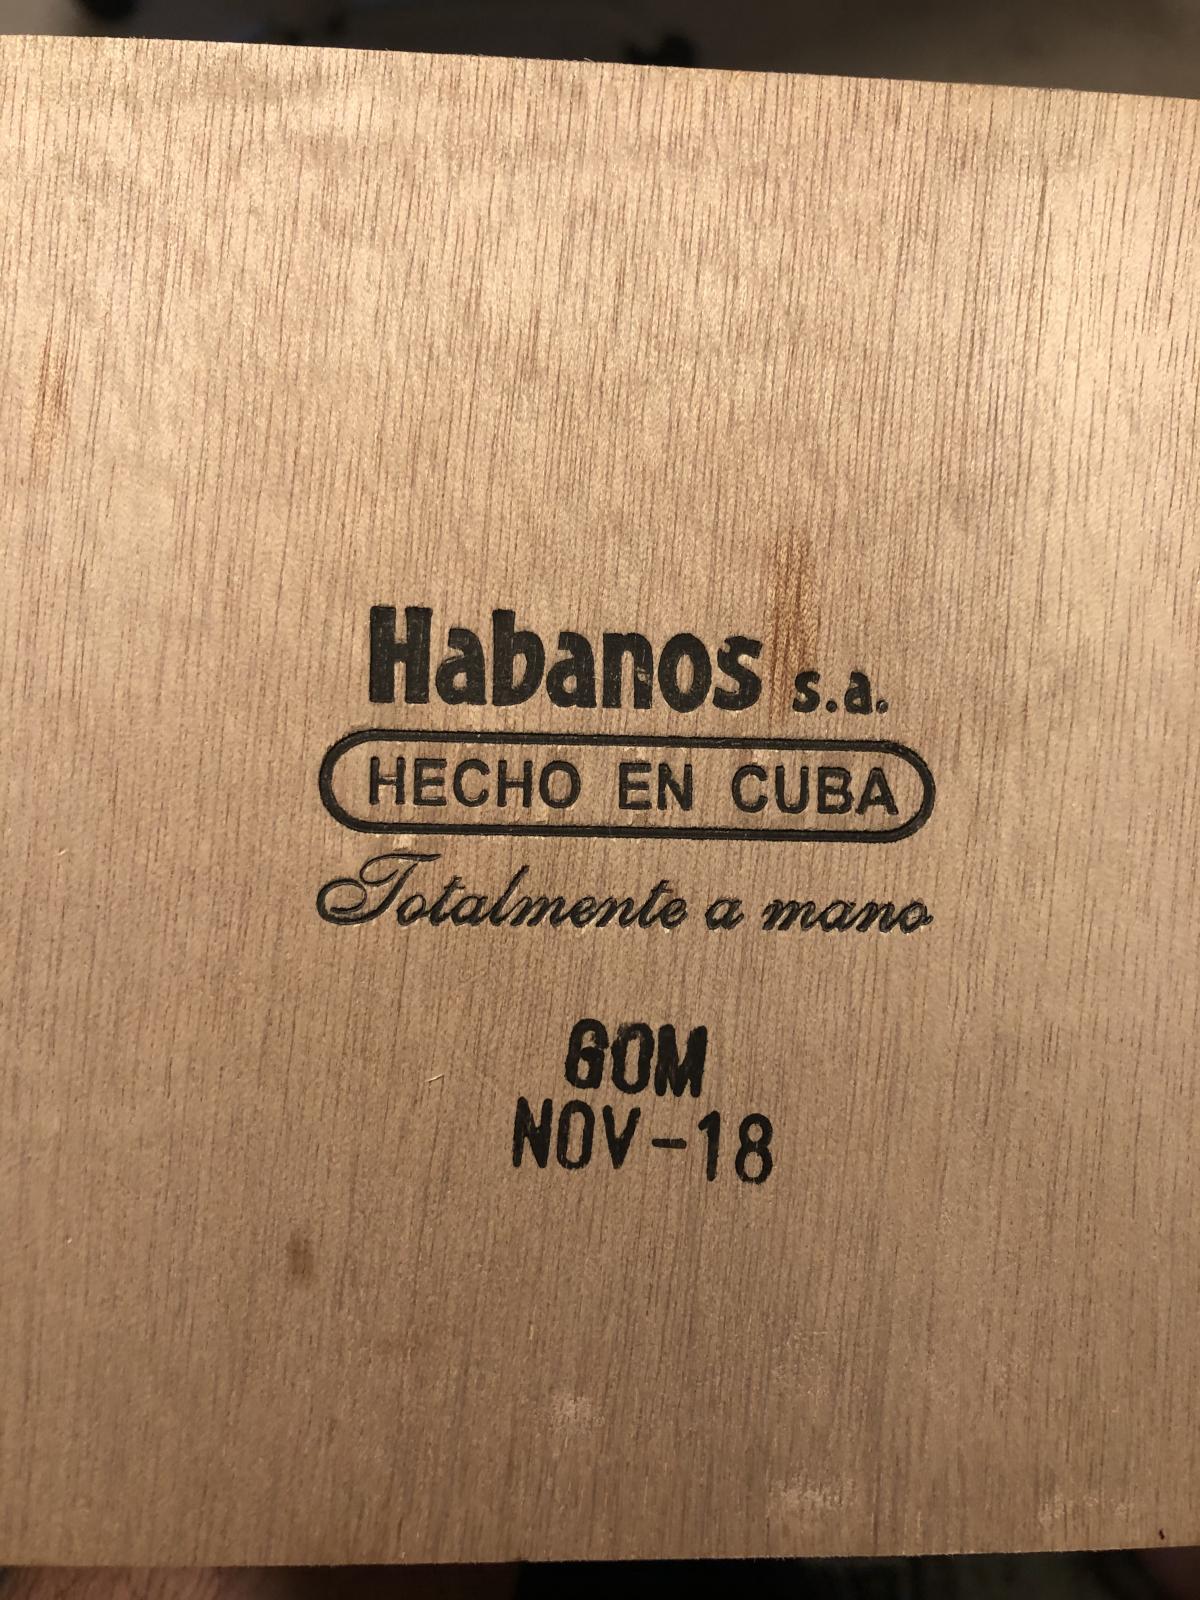 Habanos s.a.
HECHO EN CUBA
Totalmente a mano
GOM
NOV-18